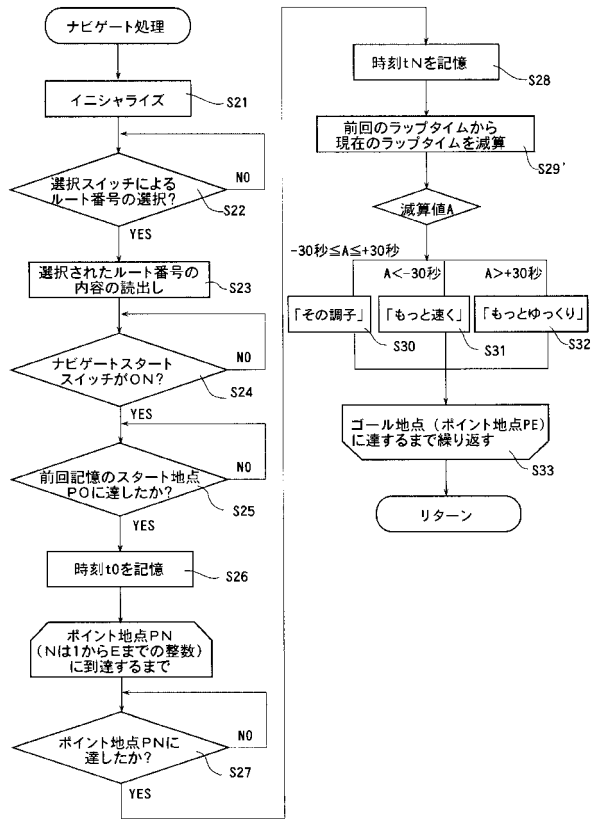 ナビゲート処理
イニシャライズ
S21
選択スイッチによる
ルート番号の選択?
NO
S22
YES
選択されたルート番号の
内容の読出し
S23
ナビゲートスタート
スイッチがON?
NO
S24
YES
前回記憶のスタート地点
P0に達したか?
NO
S25
YES
時刻t0を記憶
S26
ポイント地点PN
(Nは1からEまでの整数)
に到達するまで
ポイント地点PNに
達したか?
NO
S27
YES
時刻tNを記憶
S28
前回のラップタイムから
現在のラップタイムを減算
S29'
減算値A
-30秒≦A≦+30秒
A<-30秒
A>+30秒
「その調子」
「もっと速く」
「もっとゆっくり」
S30
S31
S32
ゴール地点(ポイント地点PE)
に達するまで繰り返す
S33
リターン